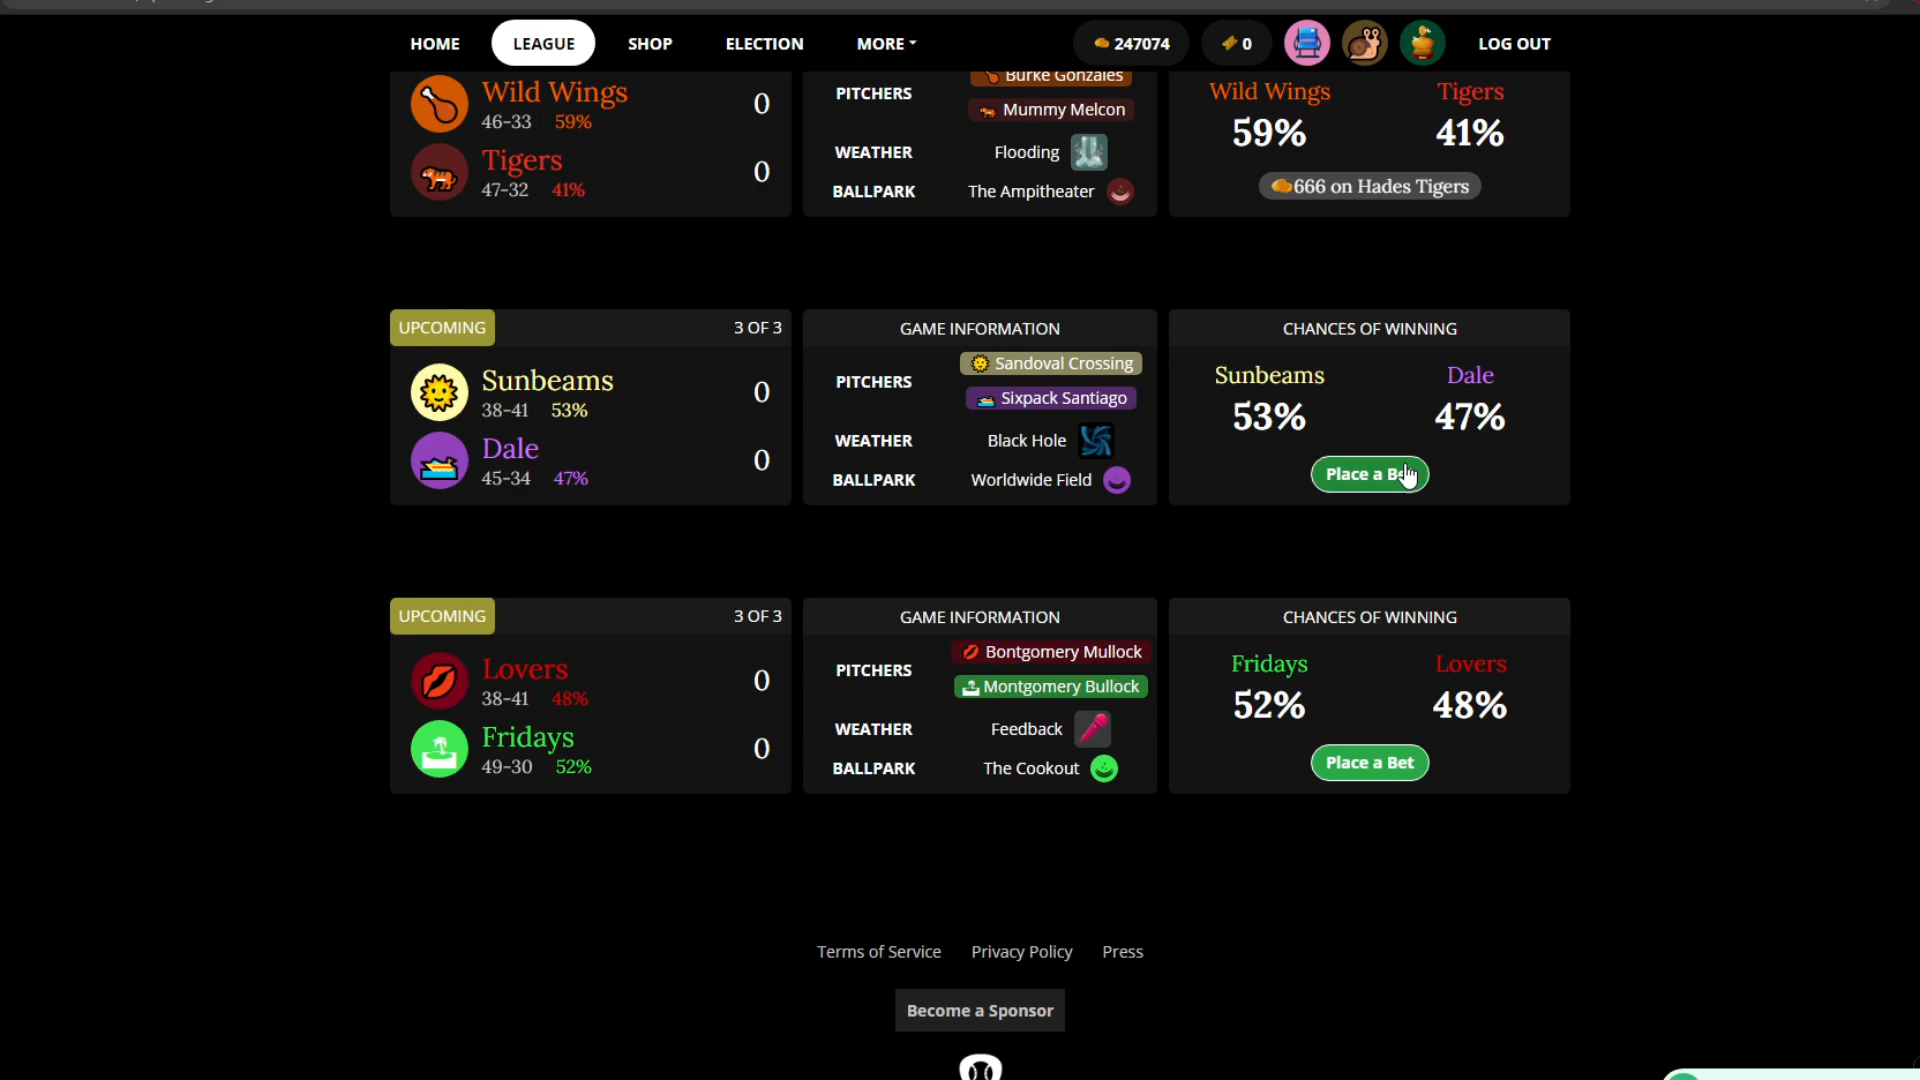 HOME LEAGUE SHOP ELECTION MORE 247074 0 LOG OUT
Wild Wings 0
46-33 59%
Tigers 0
47-32 41%
PITCHERS Burke Gonzales
Mummy Melcon
WEATHER Flooding
BALLPARK The Ampitheater
Wild Wings Tigers
59% 41%
666 on Hades Tigers
UPCOMING 3 OF 3
Sunbeams 0
38-41 53%
Dale 0
45-34 47%
GAME INFORMATION
PITCHERS Sandoval Crossing
Sixpack Santiago
WEATHER Black Hole
BALLPARK Worldwide Field
CHANCES OF WINNING
Sunbeams Dale
53% 47%
Place a Bet
UPCOMING 3 OF 3
Lovers 0
38-41 48%
Fridays 0
49-30 52%
GAME INFORMATION
PITCHERS Bontgomery Mullock
Montgomery Bullock
WEATHER Feedback
BALLPARK The Cookout
CHANCES OF WINNING
Fridays Lovers
52% 48%
Place a Bet
Terms of Service Privacy Policy Press
Become a Sponsor